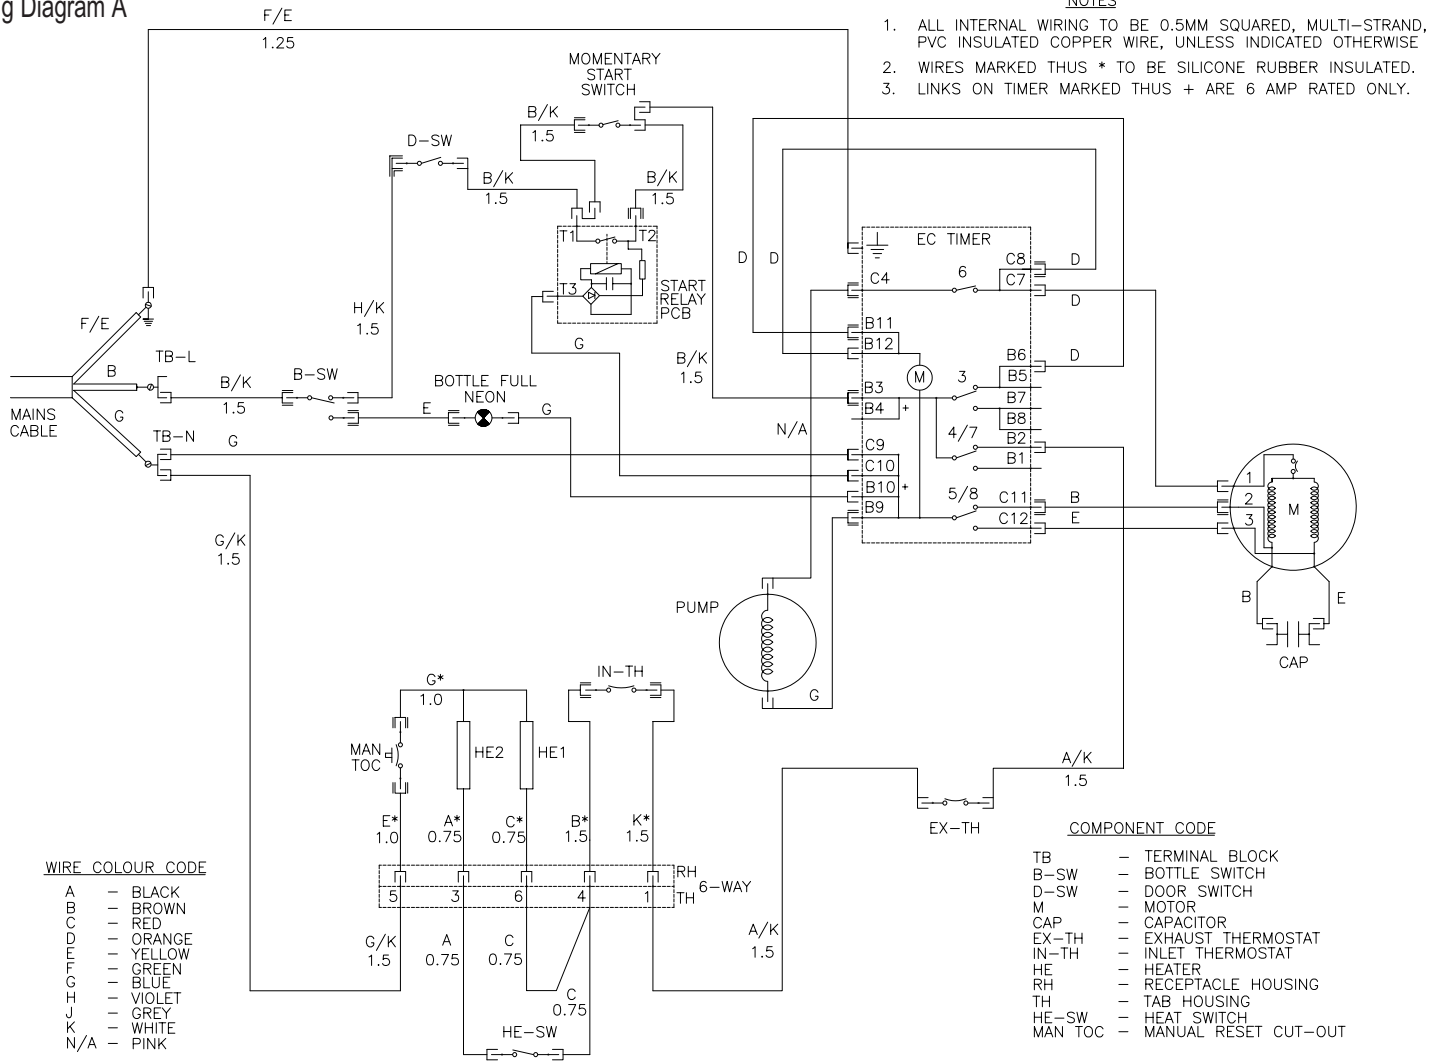 g Diagram A
NOTES
1. ALL INTERNAL WIRING TO BE 0.5MM SQUARED, MULTI-STRAND,
PVC INSULATED COPPER WIRE, UNLESS INDICATED OTHERWISE
2. WIRES MARKED THUS * TO BE SILICONE RUBBER INSULATED.
3. LINKS ON TIMER MARKED THUS + ARE 6 AMP RATED ONLY.
F/E
1.25
MOMENTARY
START
SWITCH
B/K
1.5
D-SW
B/K
1.5
B/K
1.5
T1
T2
T3
START
RELAY
PCB
EC TIMER
C4
6
C8
C7
D
D
D
D
B11
B12
M
B6
B5
D
B3
B4
+
3
B7
B8
4/7
B2
B1
C9
C10
B10
+
B9
5/8
C11
C12
B
E
H/K
1.5
G
B/K
1.5
N/A
F/E
B
G
MAINS
CABLE
TB-L
B/K
1.5
B-SW
BOTTLE FULL
NEON
E
G
TB-N
G
G/K
1.5
1
2
3
M
B
E
CAP
PUMP
G
G*
1.0
IN-TH
MAN
TOC
HE2
HE1
E*
1.0
A*
0.75
C*
0.75
B*
1.5
K*
1.5
RH
6-WAY
TH
5
3
6
4
1
G/K
1.5
A
0.75
C
0.75
C
0.75
A/K
1.5
HE-SW
EX-TH
A/K
1.5
WIRE COLOUR CODE
A - BLACK
B - BROWN
C - RED
D - ORANGE
E - YELLOW
F - GREEN
G - BLUE
H - VIOLET
J - GREY
K - WHITE
N/A - PINK
COMPONENT CODE
TB - TERMINAL BLOCK
B-SW - BOTTLE SWITCH
D-SW - DOOR SWITCH
M - MOTOR
CAP - CAPACITOR
EX-TH - EXHAUST THERMOSTAT
IN-TH - INLET THERMOSTAT
HE - HEATER
RH - RECEPTACLE HOUSING
TH - TAB HOUSING
HE-SW - HEAT SWITCH
MAN TOC - MANUAL RESET CUT-OUT